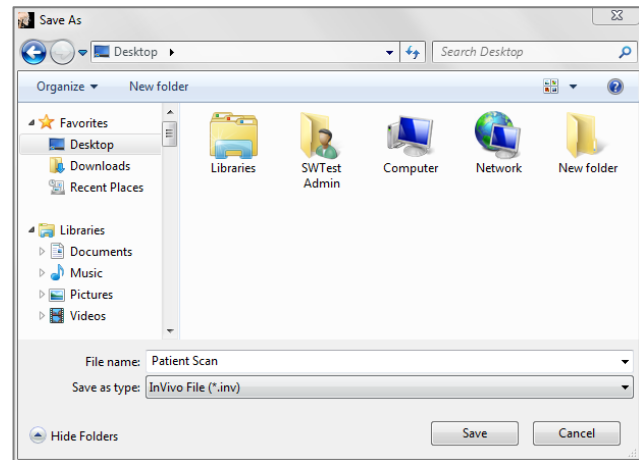 Save As
Desktop
Search Desktop
Organize
New folder
Favorites
Desktop
Downloads
Recent Places
Libraries
Documents
Music
Pictures
Videos
Libraries
SWTest
Admin
Computer
Network
New folder
File name: Patient Scan
Save as type: InVivo File (*.inv)
Hide Folders
Save
Cancel